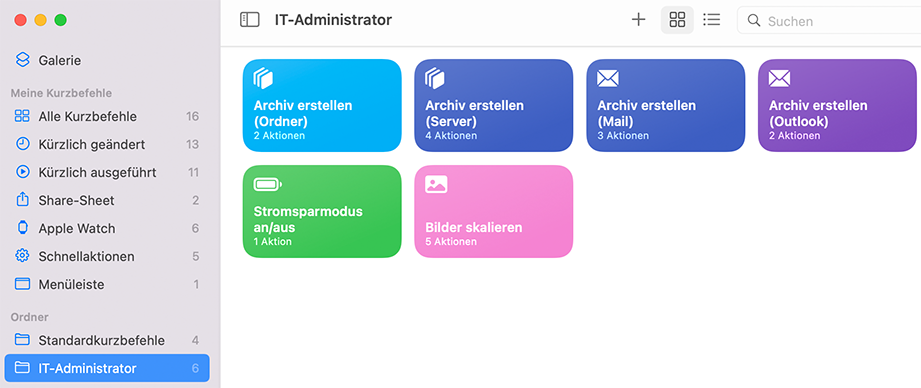 IT-Administrator
Suchen
Galerie
Meine Kurzbefehle
Alle Kurzbefehle 16
Kürzlich geändert 13
Kürzlich ausgeführt 11
Share-Sheet 2
Apple Watch 6
Schnellaktionen 5
Menüleiste 1
Ordner
Standardkurzbefehle 4
IT-Administrator 6
Archiv erstellen
(Ordner)
2 Aktionen
Archiv erstellen
(Server)
4 Aktionen
Archiv erstellen
(Mail)
3 Aktionen
Archiv erstellen
(Outlook)
2 Aktionen
Stromsparmodus
an/aus
1 Aktion
Bilder skalieren
5 Aktionen